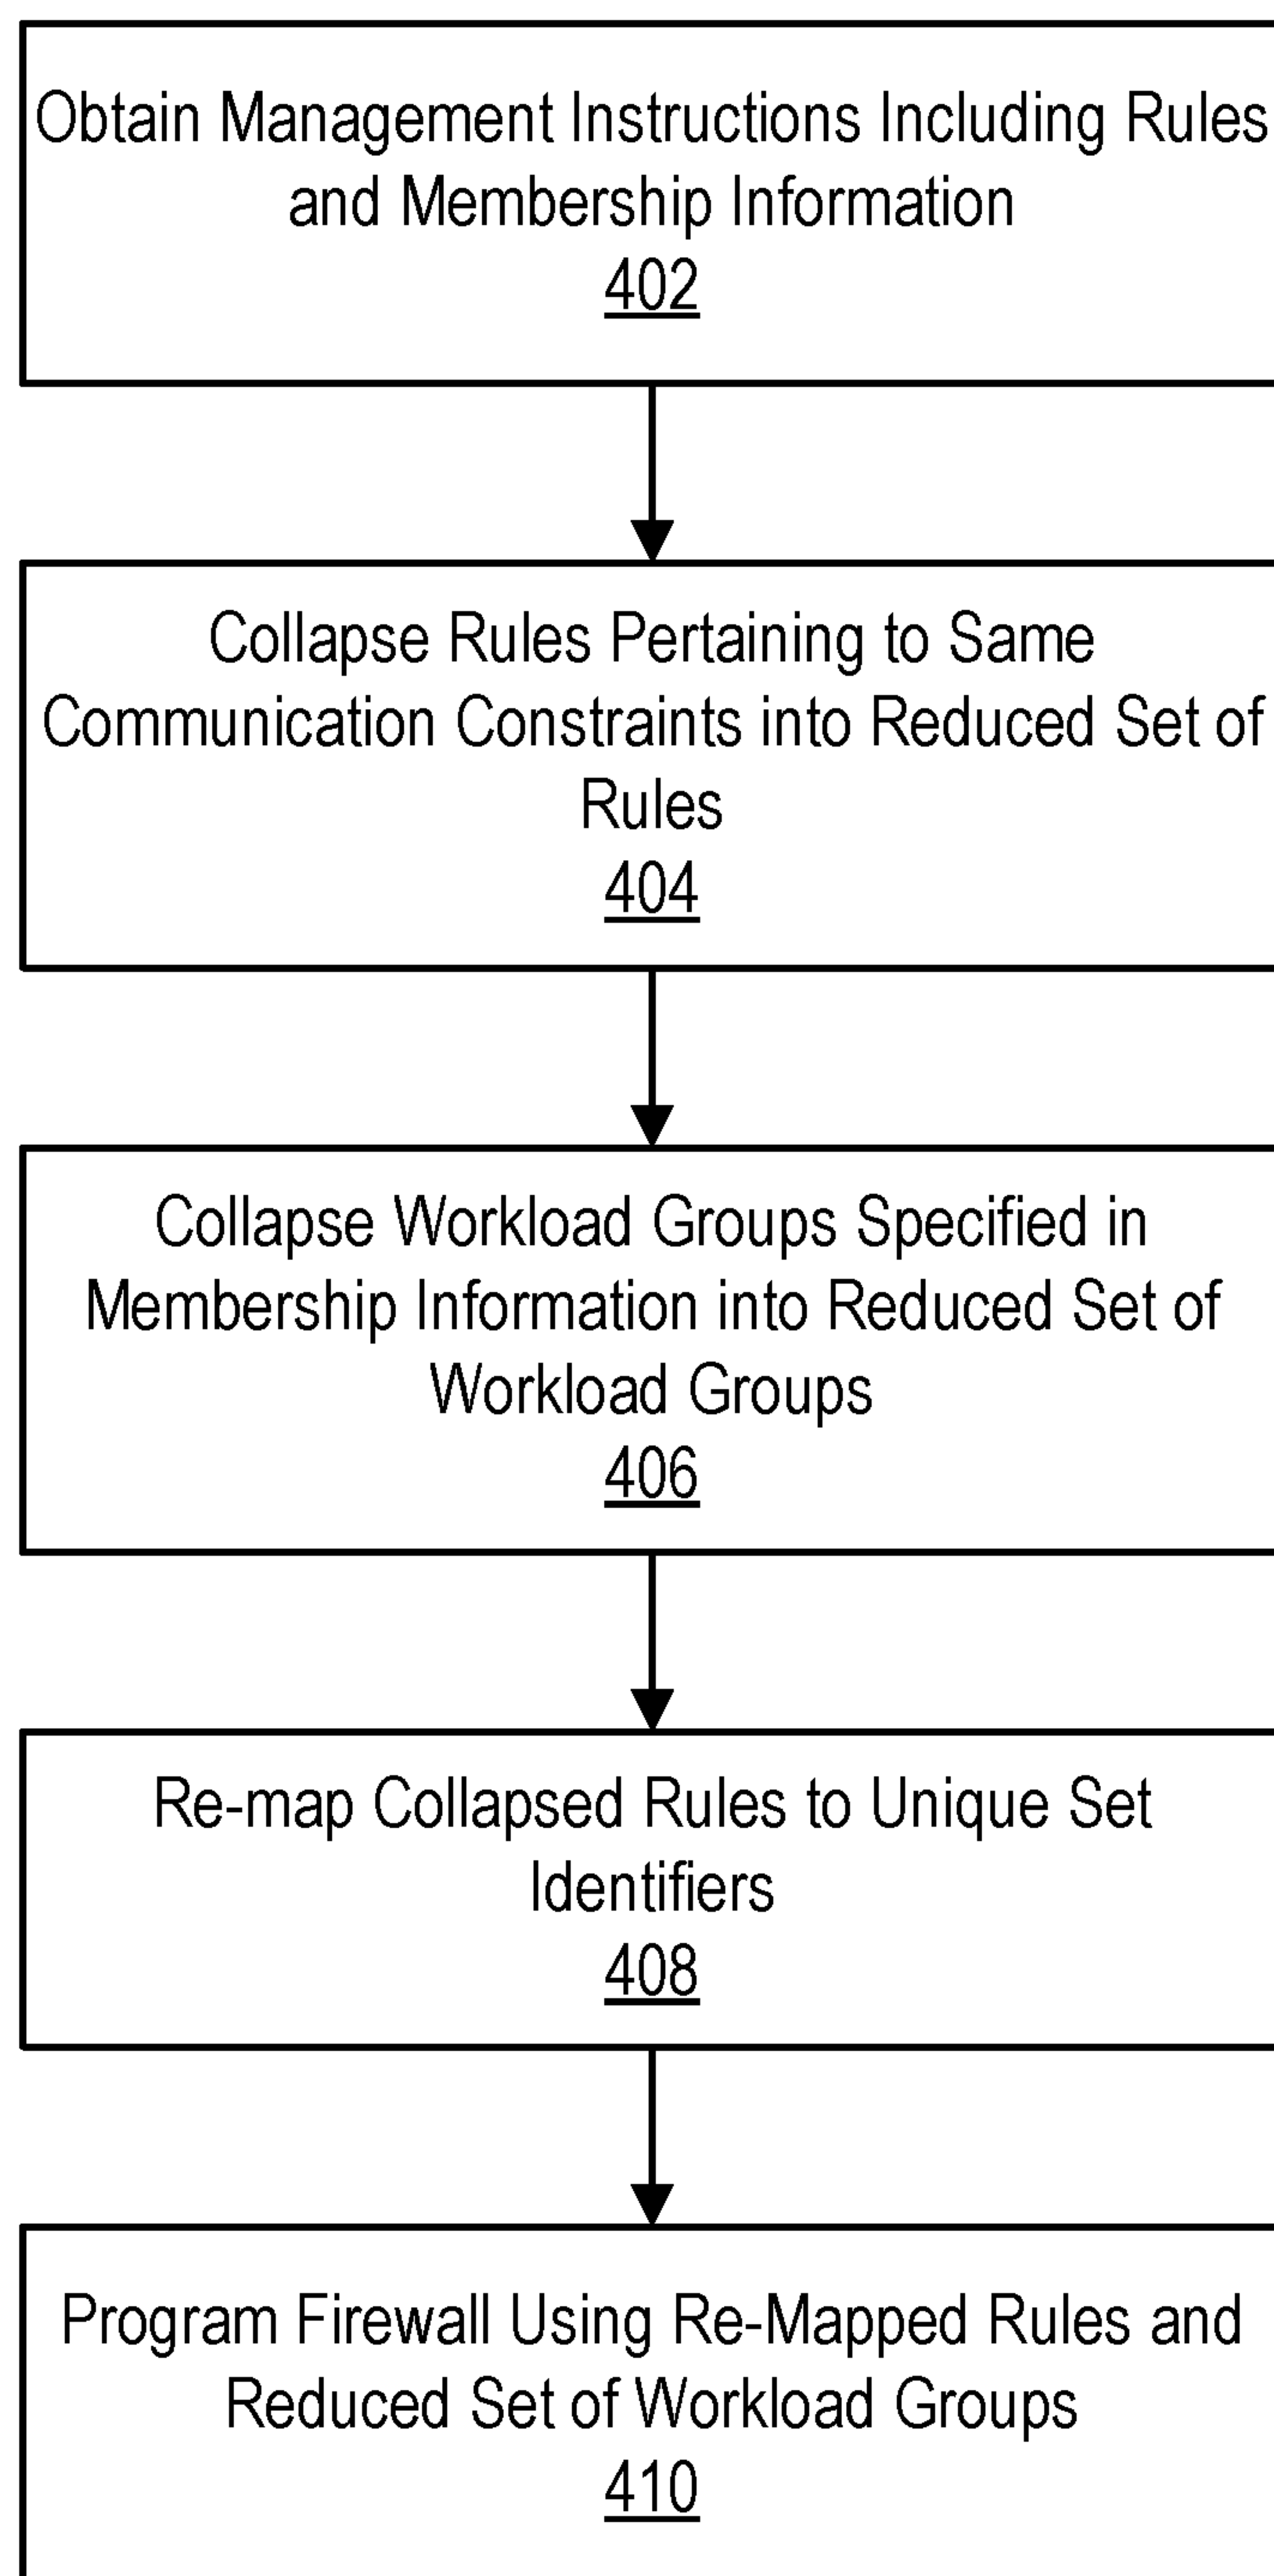 Obtain Management Instructions Including Rules
and Membership Information
402
Collapse Rules Pertaining to Same
Communication Constraints into Reduced Set of
Rules
404
Collapse Workload Groups Specified in
Membership Information into Reduced Set of
Workload Groups
406
Re-map Collapsed Rules to Unique Set
Identifiers
408
Program Firewall Using Re-Mapped Rules and
Reduced Set of Workload Groups
410